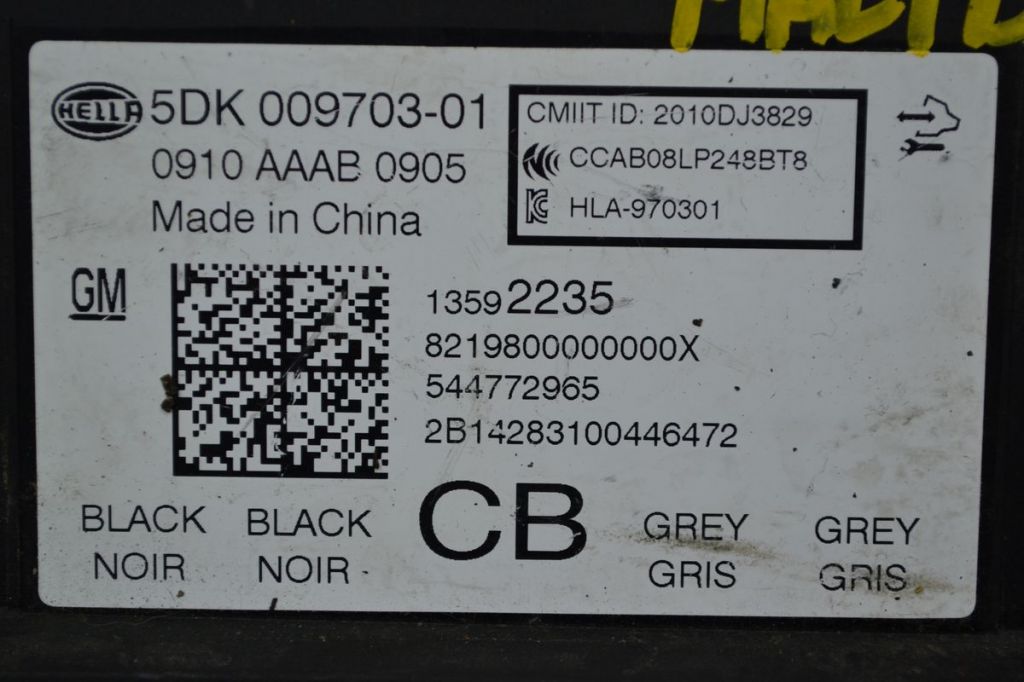 HELLA 5DK 009703-01
0910 AAAB 0905
Made in China
CMIIT ID: 2010DJ3829
CCAB08LP248BT8
HLA-970301
GM
13592235
8219800000000X
544772965
2B14283100446472
BLACK BLACK CB GREY GREY
NOIR NOIR GRIS GRIS